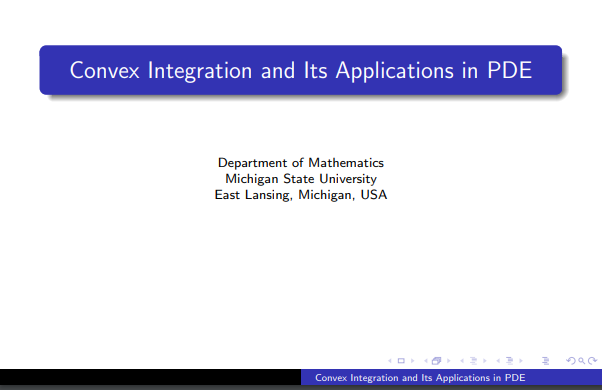 Convex Integration and Its Applications in PDE
Department of Mathematics
Michigan State University
East Lansing, Michigan, USA
Convex Integration and Its Applications in PDE